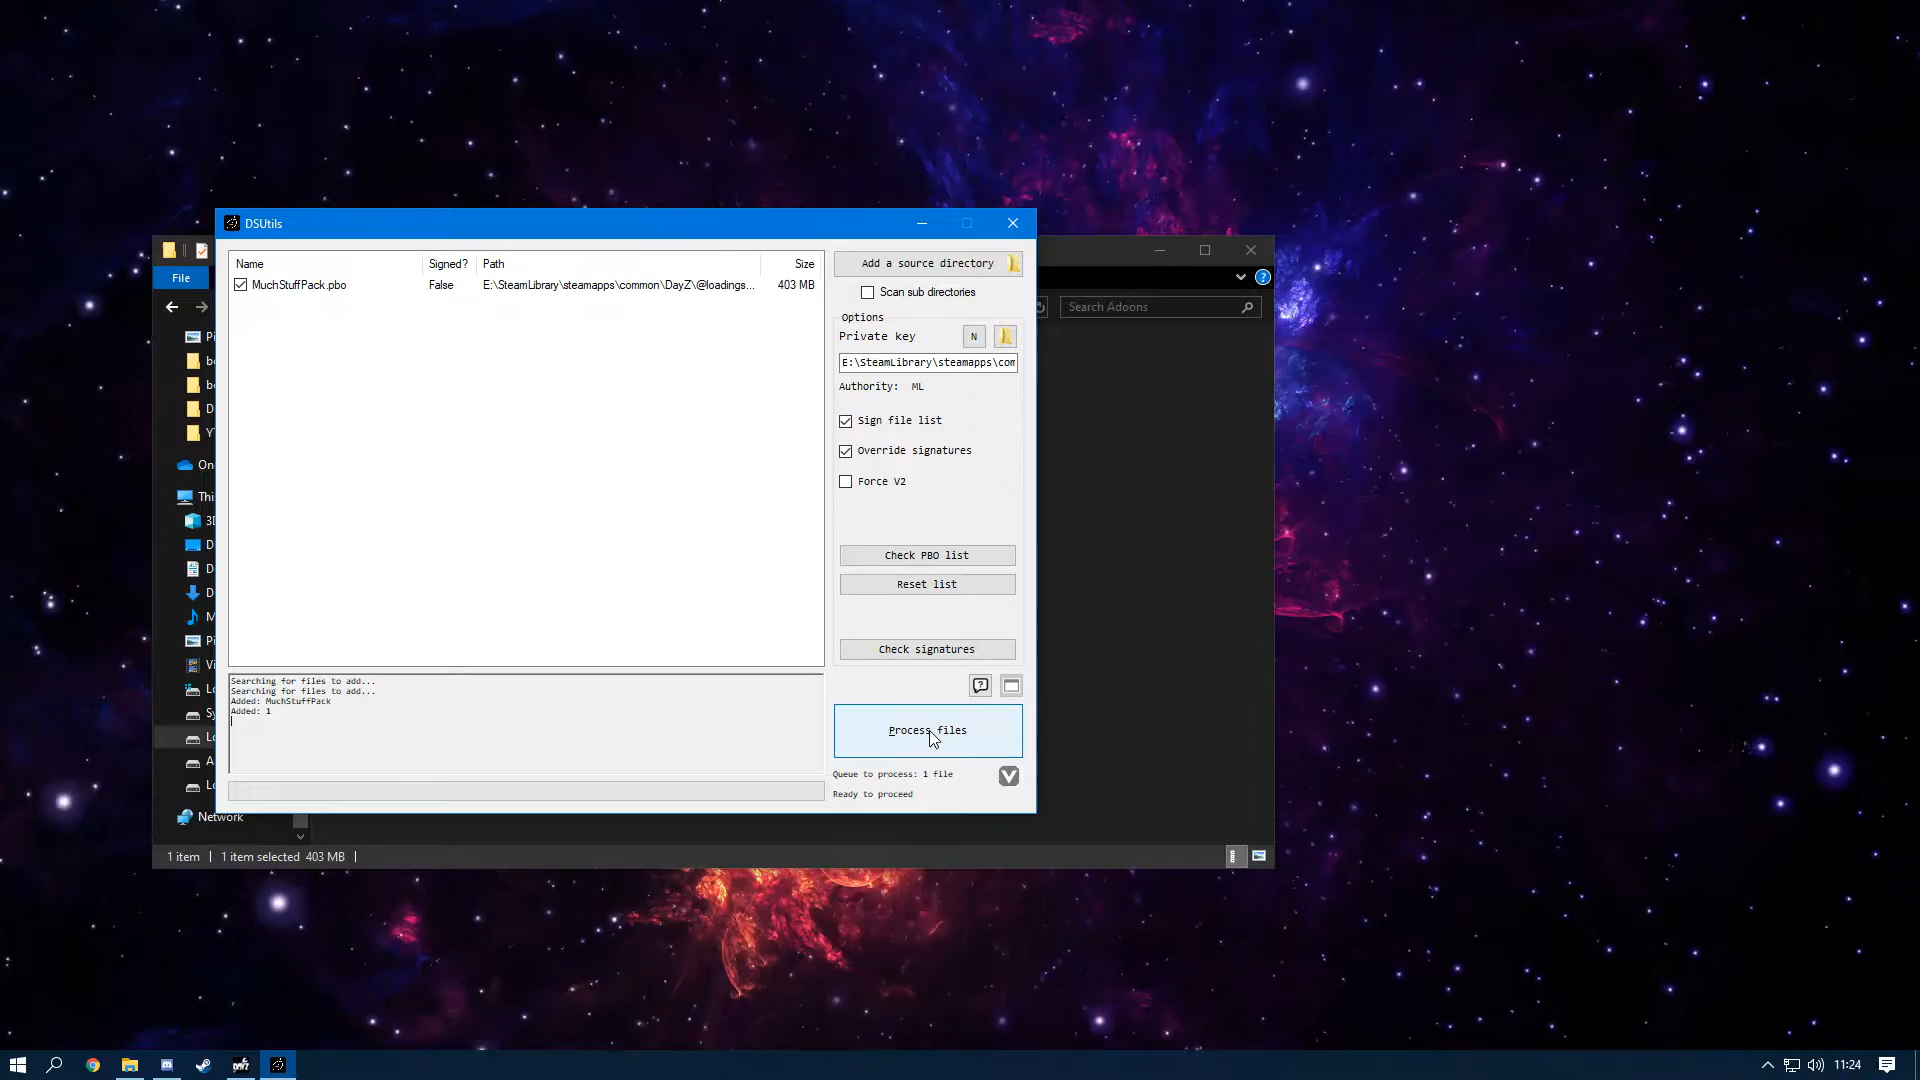 DSUtils
Name Signed? Path Size
MuchStuffPack.pbo False E:\SteamLibrary\steamapps\common\DayZ\@loadings... 403 MB
Add a source directory
Scan sub directories
Options
Private key N
E:\SteamLibrary\steamapps\com
Authority: ML
Sign file list
Override signatures
Force V2
Check PBO list
Reset list
Check signatures
Searching for files to add...
Searching for files to add...
Added: MuchStuffPack
Added: 1
Process files
Queue to process: 1 file
Ready to proceed
File
Search Adoons
Network
1 item 1 item selected 403 MB
11:24